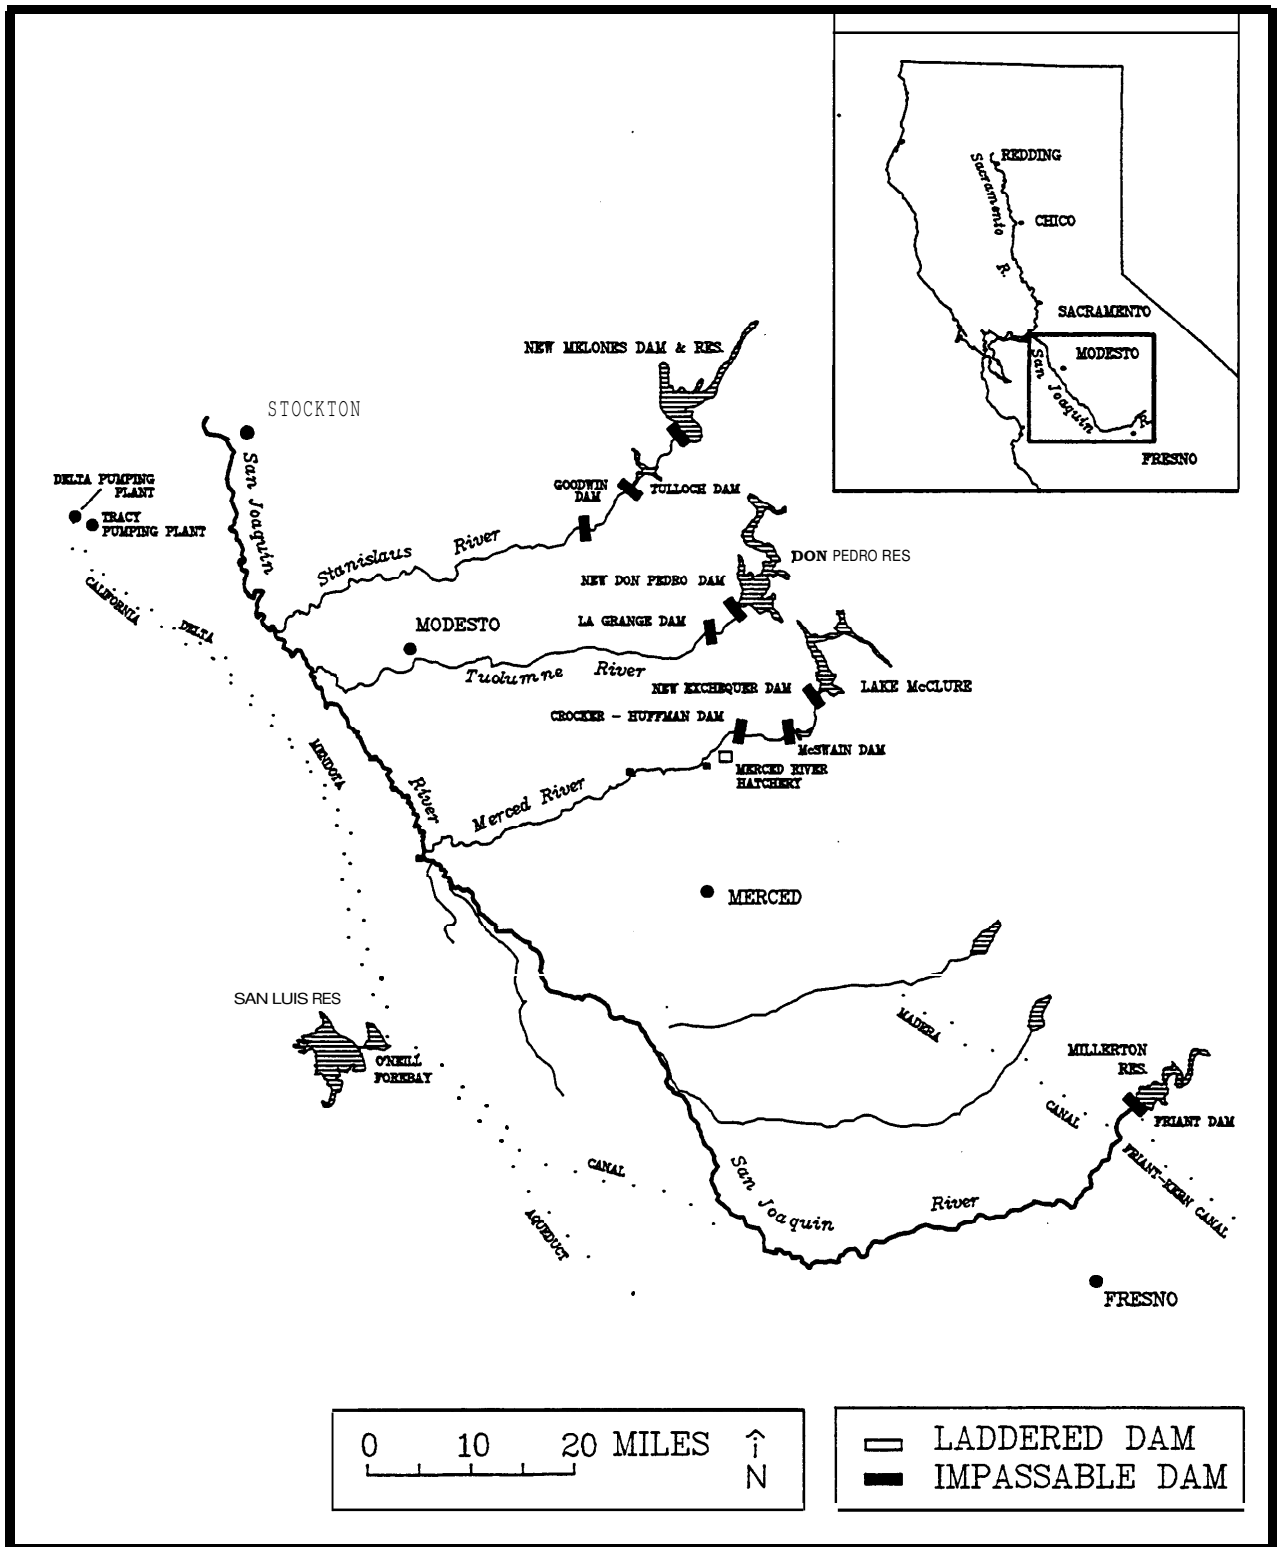 REDDING
Sacramento
R.
CHICO
SACRAMENTO
MODESTO
San Joaquin
R.
FRESNO
NEW MELONES DAM & RES.
STOCKTON
San Joaquin
DELTA PUMPING
PLANT
TRACY
PUMPING PLANT
GOODWIN
DAM
TULLOCH DAM
Stanislaus River
DON PEDRO RES
NEW DON PEDRO DAM
CALIFORNIA
DELTA
LA GRANGE DAM
MODESTO
Tuolumne River
NEW EXCHEQUER DAM
LAKE McCLURE
CROCKER - HUFFMAN DAM
McSWAIN DAM
MENDOTA
MERCED RIVER
HATCHERY
River
Merced River
MERCED
SAN LUIS RES
MADERA
O'NEILL
FOREBAY
MILLERTON
RES.
CANAL
FRIANT DAM
FRIANT-KERN CANAL
CANAL
San Joaquin
River
AQUEDUCT
FRESNO
0 10 20 MILES
N
LADDERED DAM
IMPASSABLE DAM